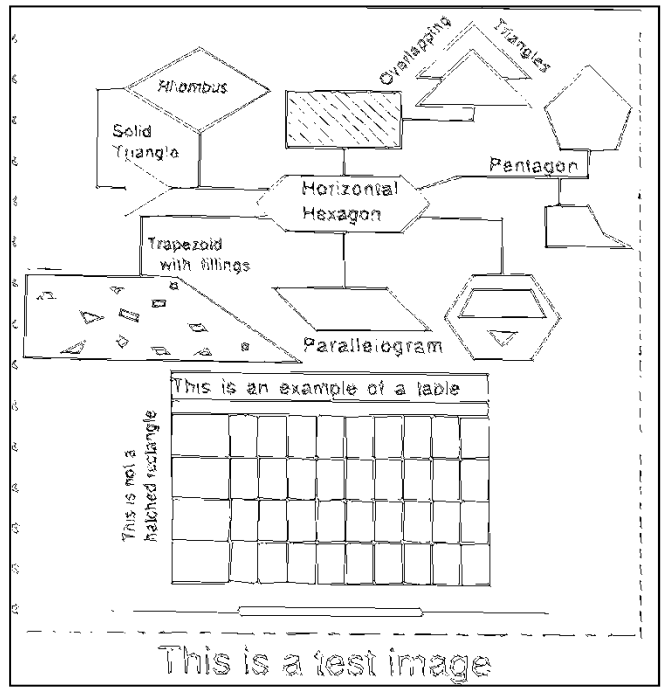 Overlapping
Triangles
Rhombus
Solid
Triangle
Pentagon
Horizontal
Hexagon
Trapezoid
with fillings
Parallelogram
This is an example of a table
This is not a
hatched rectangle
This is a test image